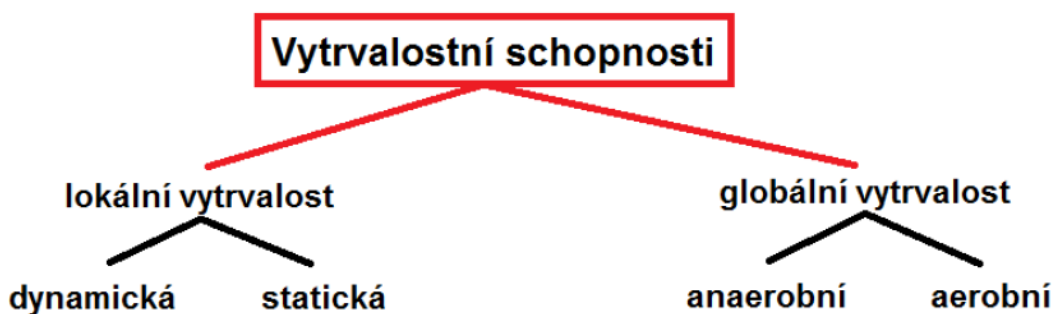 Vytrvalostní schopnosti
lokální vytrvalost
globální vytrvalost
dynamická
statická
anaerobní
aerobní